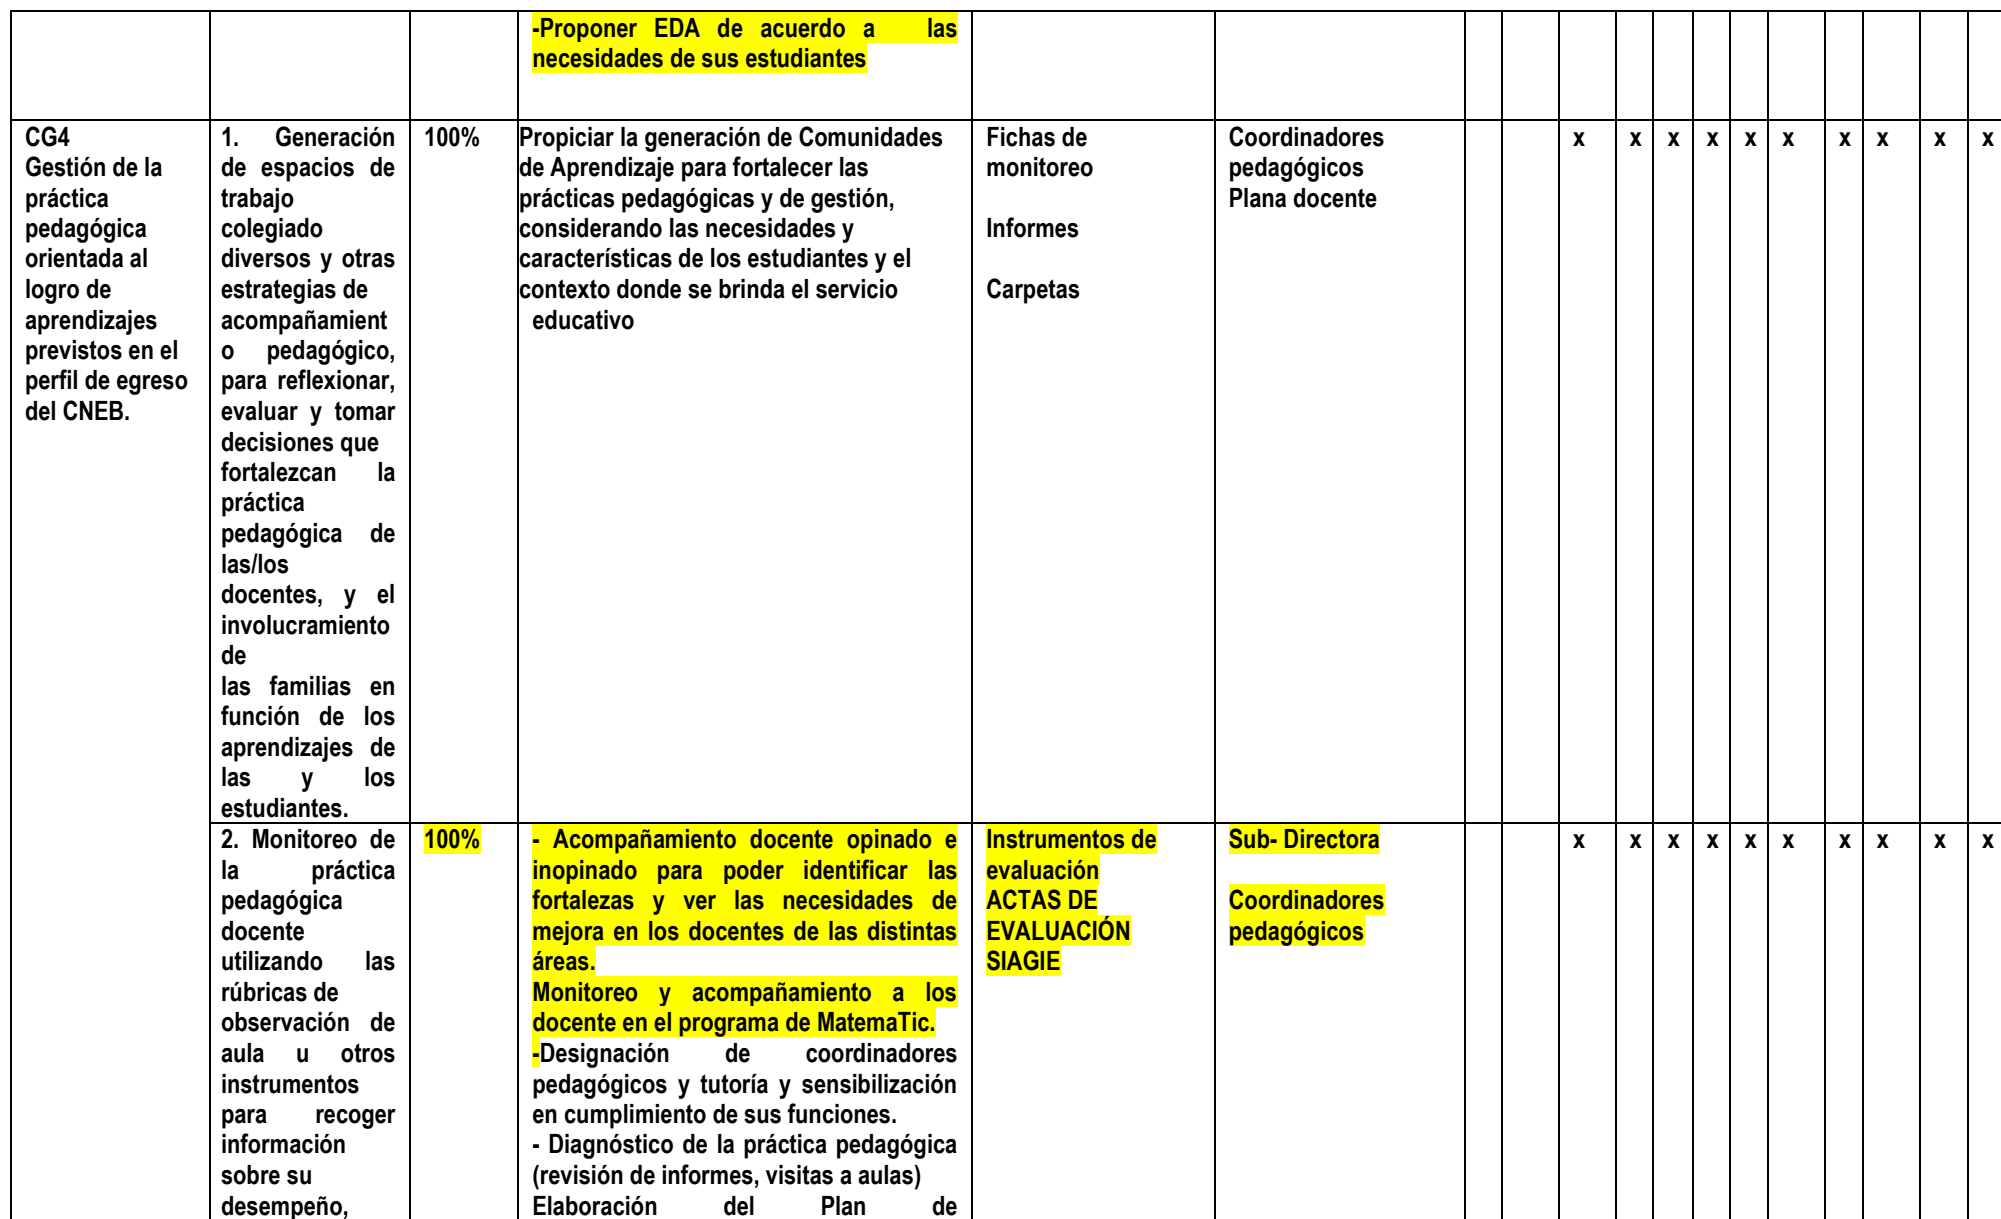 -Proponer EDA de acuerdo a las
necesidades de sus estudiantes
CG4
Gestión de la
práctica
pedagógica
orientada al
logro de
aprendizajes
previstos en el
perfil de egreso
del CNEB.
1. Generación
de espacios de
trabajo
colegiado
diversos y otras
estrategias de
acompañamient
o pedagógico,
para reflexionar,
evaluar y tomar
decisiones que
fortalezcan la
práctica
pedagógica de
las/los
docentes, y el
involucramiento
de
las familias en
función de los
aprendizajes de
las y los
estudiantes.
100%
Propiciar la generación de Comunidades
de Aprendizaje para fortalecer las
prácticas pedagógicas y de gestión,
considerando las necesidades y
características de los estudiantes y el
contexto donde se brinda el servicio
educativo
Fichas de
monitoreo
Informes
Carpetas
Coordinadores
pedagógicos
Plana docente
x x x x x x x x x x
2. Monitoreo de
la práctica
pedagógica
docente
utilizando las
rúbricas de
observación de
aula u otros
instrumentos
para recoger
información
sobre su
desempeño,
100%
- Acompañamiento docente opinado e
inopinado para poder identificar las
fortalezas y ver las necesidades de
mejora en los docentes de las distintas
áreas.
Monitoreo y acompañamiento a los
docente en el programa de MatemaTic.
-Designación de coordinadores
pedagógicos y tutoría y sensibilización
en cumplimiento de sus funciones.
- Diagnóstico de la práctica pedagógica
(revisión de informes, visitas a aulas)
Elaboración del Plan de
Instrumentos de
evaluación
ACTAS DE
EVALUACIÓN
SIAGIE
Sub- Directora
Coordinadores
pedagógicos
x x x x x x x x x x